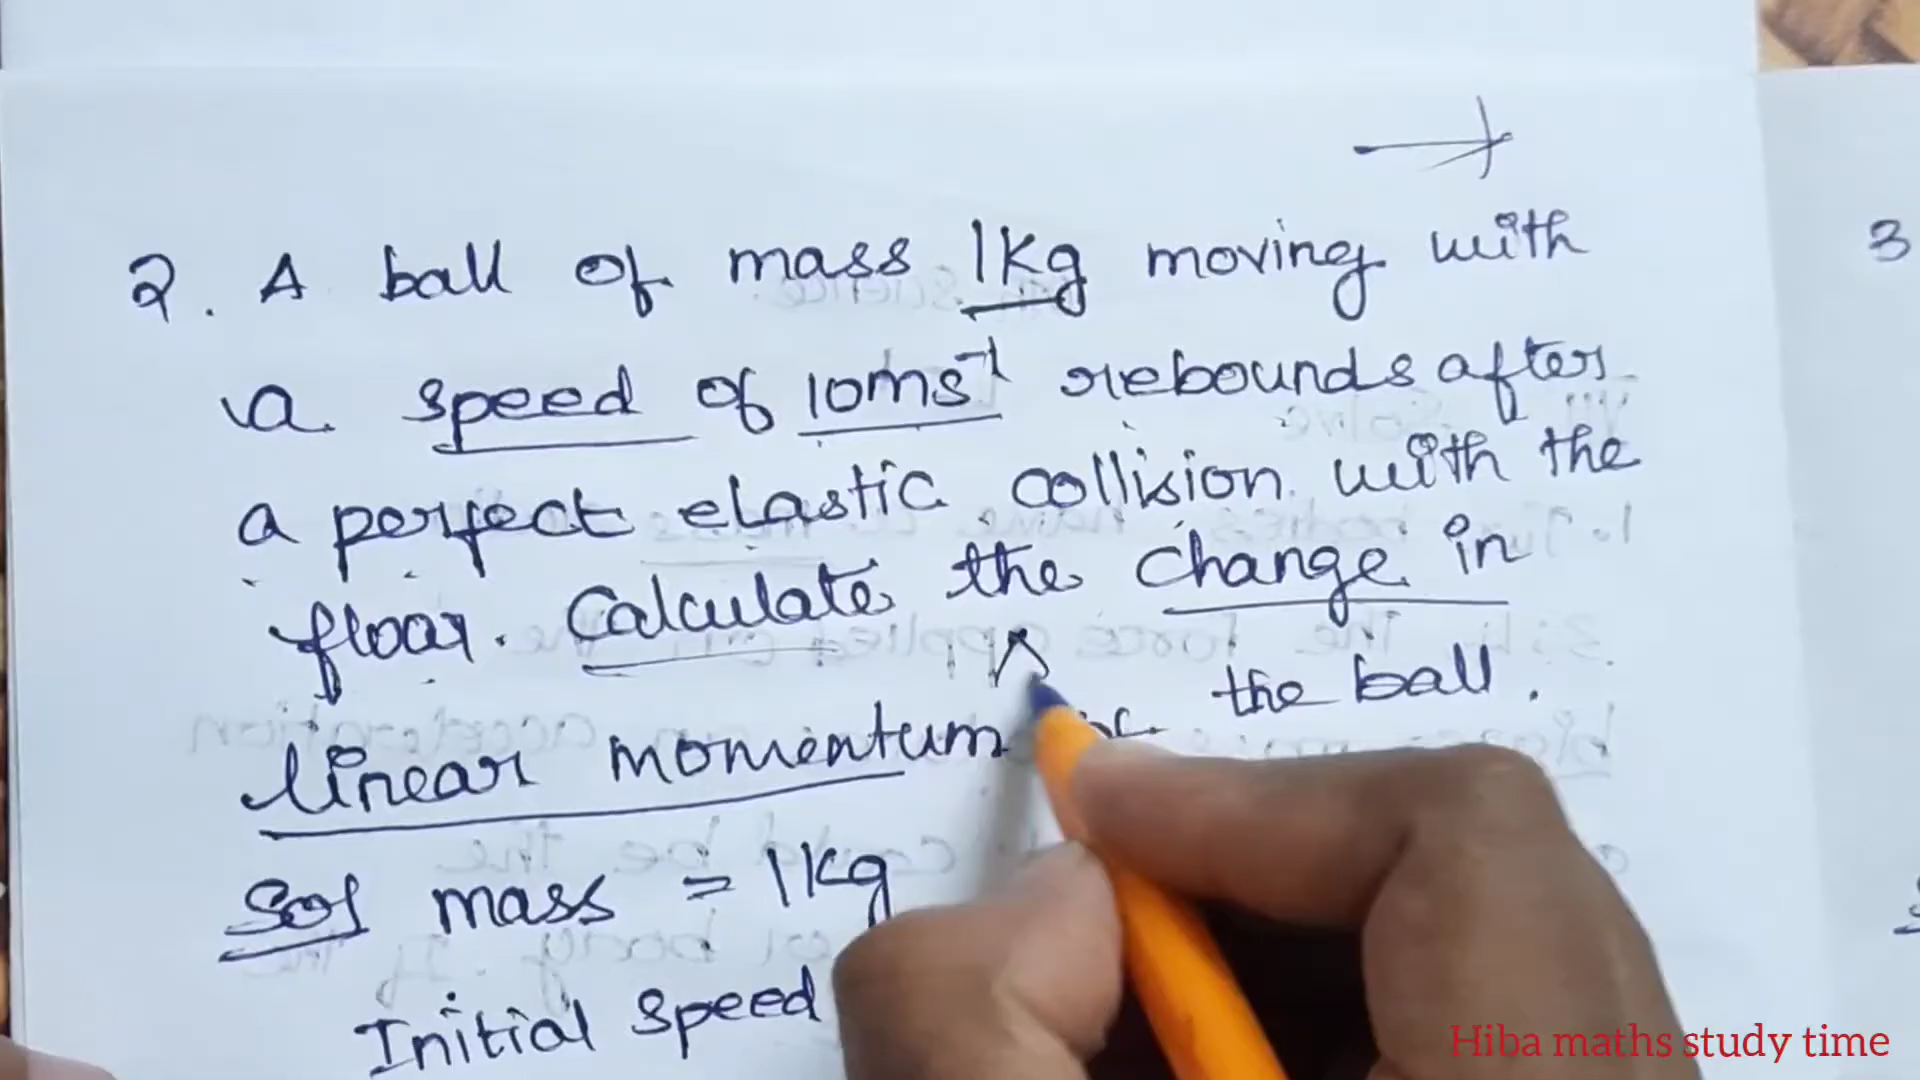 2. A ball of mass 1kg moving with
a speed of 10ms⁻¹ rebounds after
a perfect elastic collision with the
floor. Calculate the change in
linear momentum the ball.
Sol mass = 1kg
Initial speed
3
Hiba maths study time